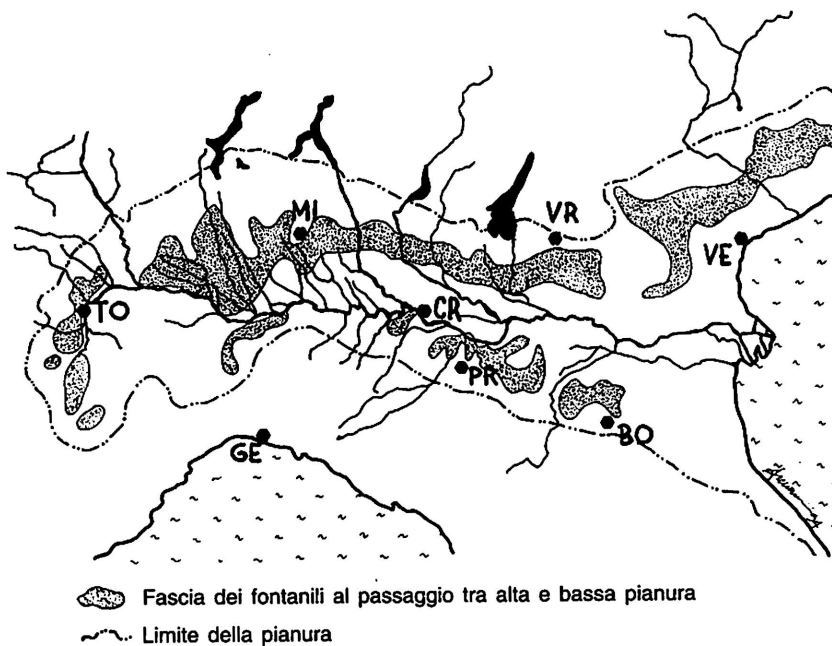 MI
VR
VE
TO
CR
PR
BO
GE
Fascia dei fontanili al passaggio tra alta e bassa pianura
Limite della pianura